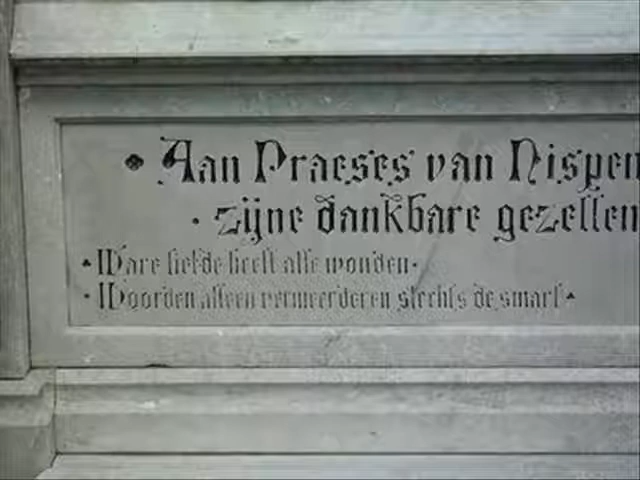 Aan Praeses van Nispen
zijne dankbare gezellen
Ware liefde heelt alle wonden
Woorden alleen vermeerderen slechts de smart